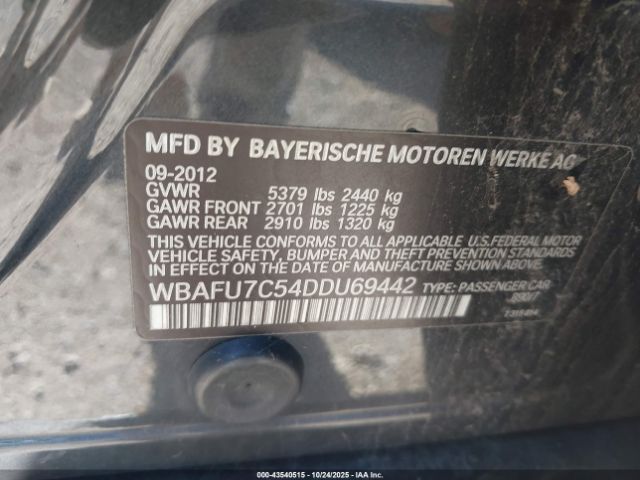 MFD BY BAYERISCHE MOTOREN WERKE AG
09-2012
GVWR 5379 lbs 2440 kg
GAWR FRONT 2701 lbs 1225 kg
GAWR REAR 2910 lbs 1320 kg
THIS VEHICLE CONFORMS TO ALL APPLICABLE U.S.FEDERAL MOTOR
VEHICLE SAFETY, BUMPER AND THEFT PREVENTION STANDARDS
IN EFFECT ON THE DATE OF MANUFACTURE SHOWN ABOVE.
WBAFU7C54DDU69442 TYPE: PASSENGER CAR
000-43540515 - 10/24/2025 - IAAI.com